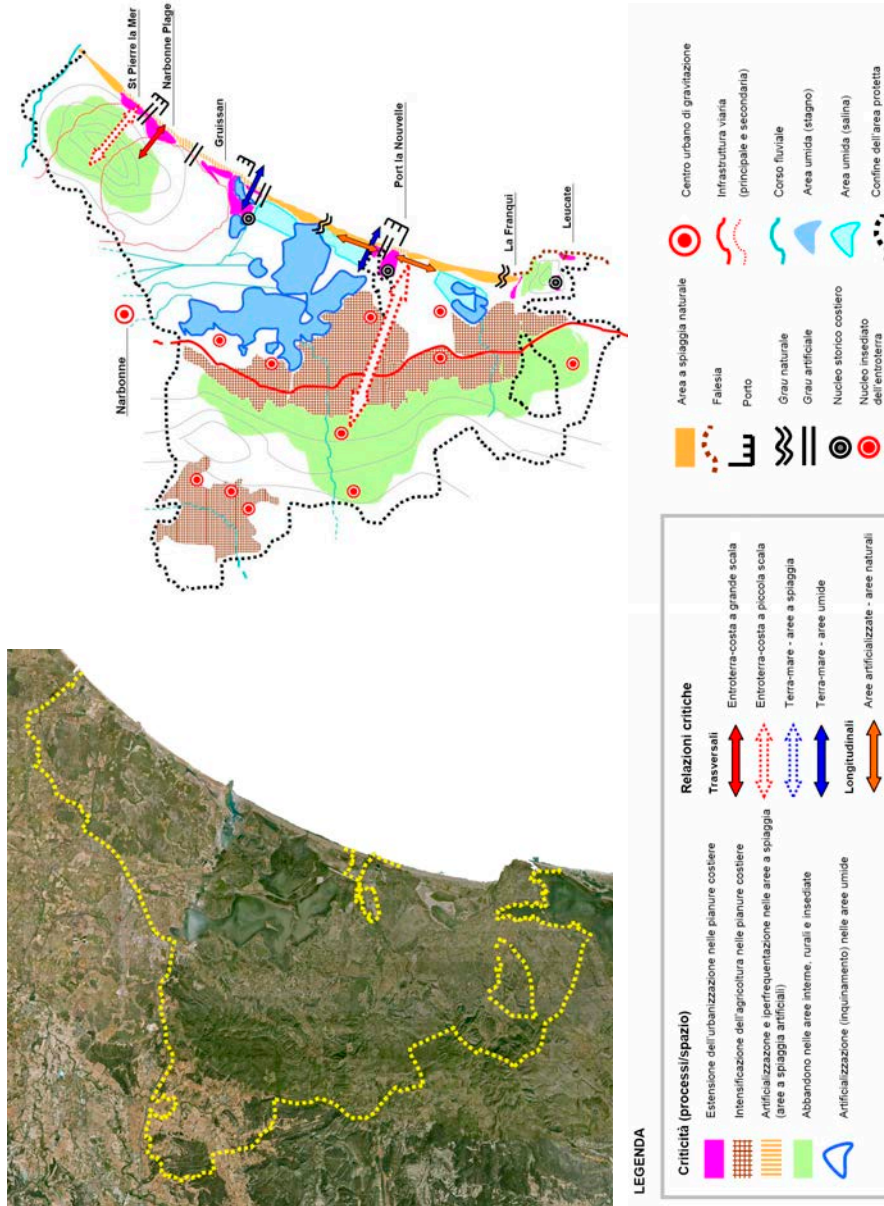 St Pierre la Mer
Narbonne Plage
Gruissan
Port la Nouvelle
La Franqui
Leucate
Narbonne
LEGENDA
Criticità (processi/spazio)
Estensione dell'urbanizzazione nelle pianure costiere
Intensificazione dell'agricoltura nelle pianure costiere
Artificializzazone e iperfrequentazione nelle aree a spiaggia
(aree a spiaggia artificiali)
Abbandono nelle aree interne, rurali e insediate
Artificializzazione (inquinamento) nelle aree umide
Relazioni critiche
Trasversali
Entroterra-costa a grande scala
Entroterra-costa a piccola scala
Terra-mare - aree a spiaggia
Terra-mare - aree umide
Longitudinali
Aree artificializzate - aree naturali
Area a spiaggia naturale
Falesia
Porto
Grau naturale
Grau artificiale
Nucleo storico costiero
Nucleo insediato
dell'entroterra
Centro urbano di gravitazione
Infrastruttura viaria
(principale e secondaria)
Corso fluviale
Area umida (stagno)
Area umida (salina)
Confine dell'area protetta